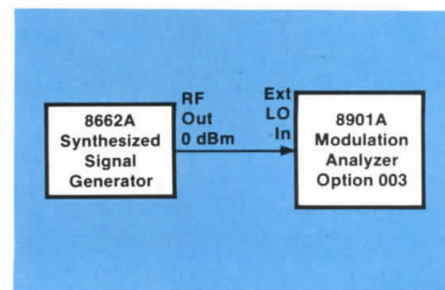 8662A
Synthesized
Signal
Generator
RF
Out
0 dBm
Ext
LO
In
8901A
Modulation
Analyzer
Option 003